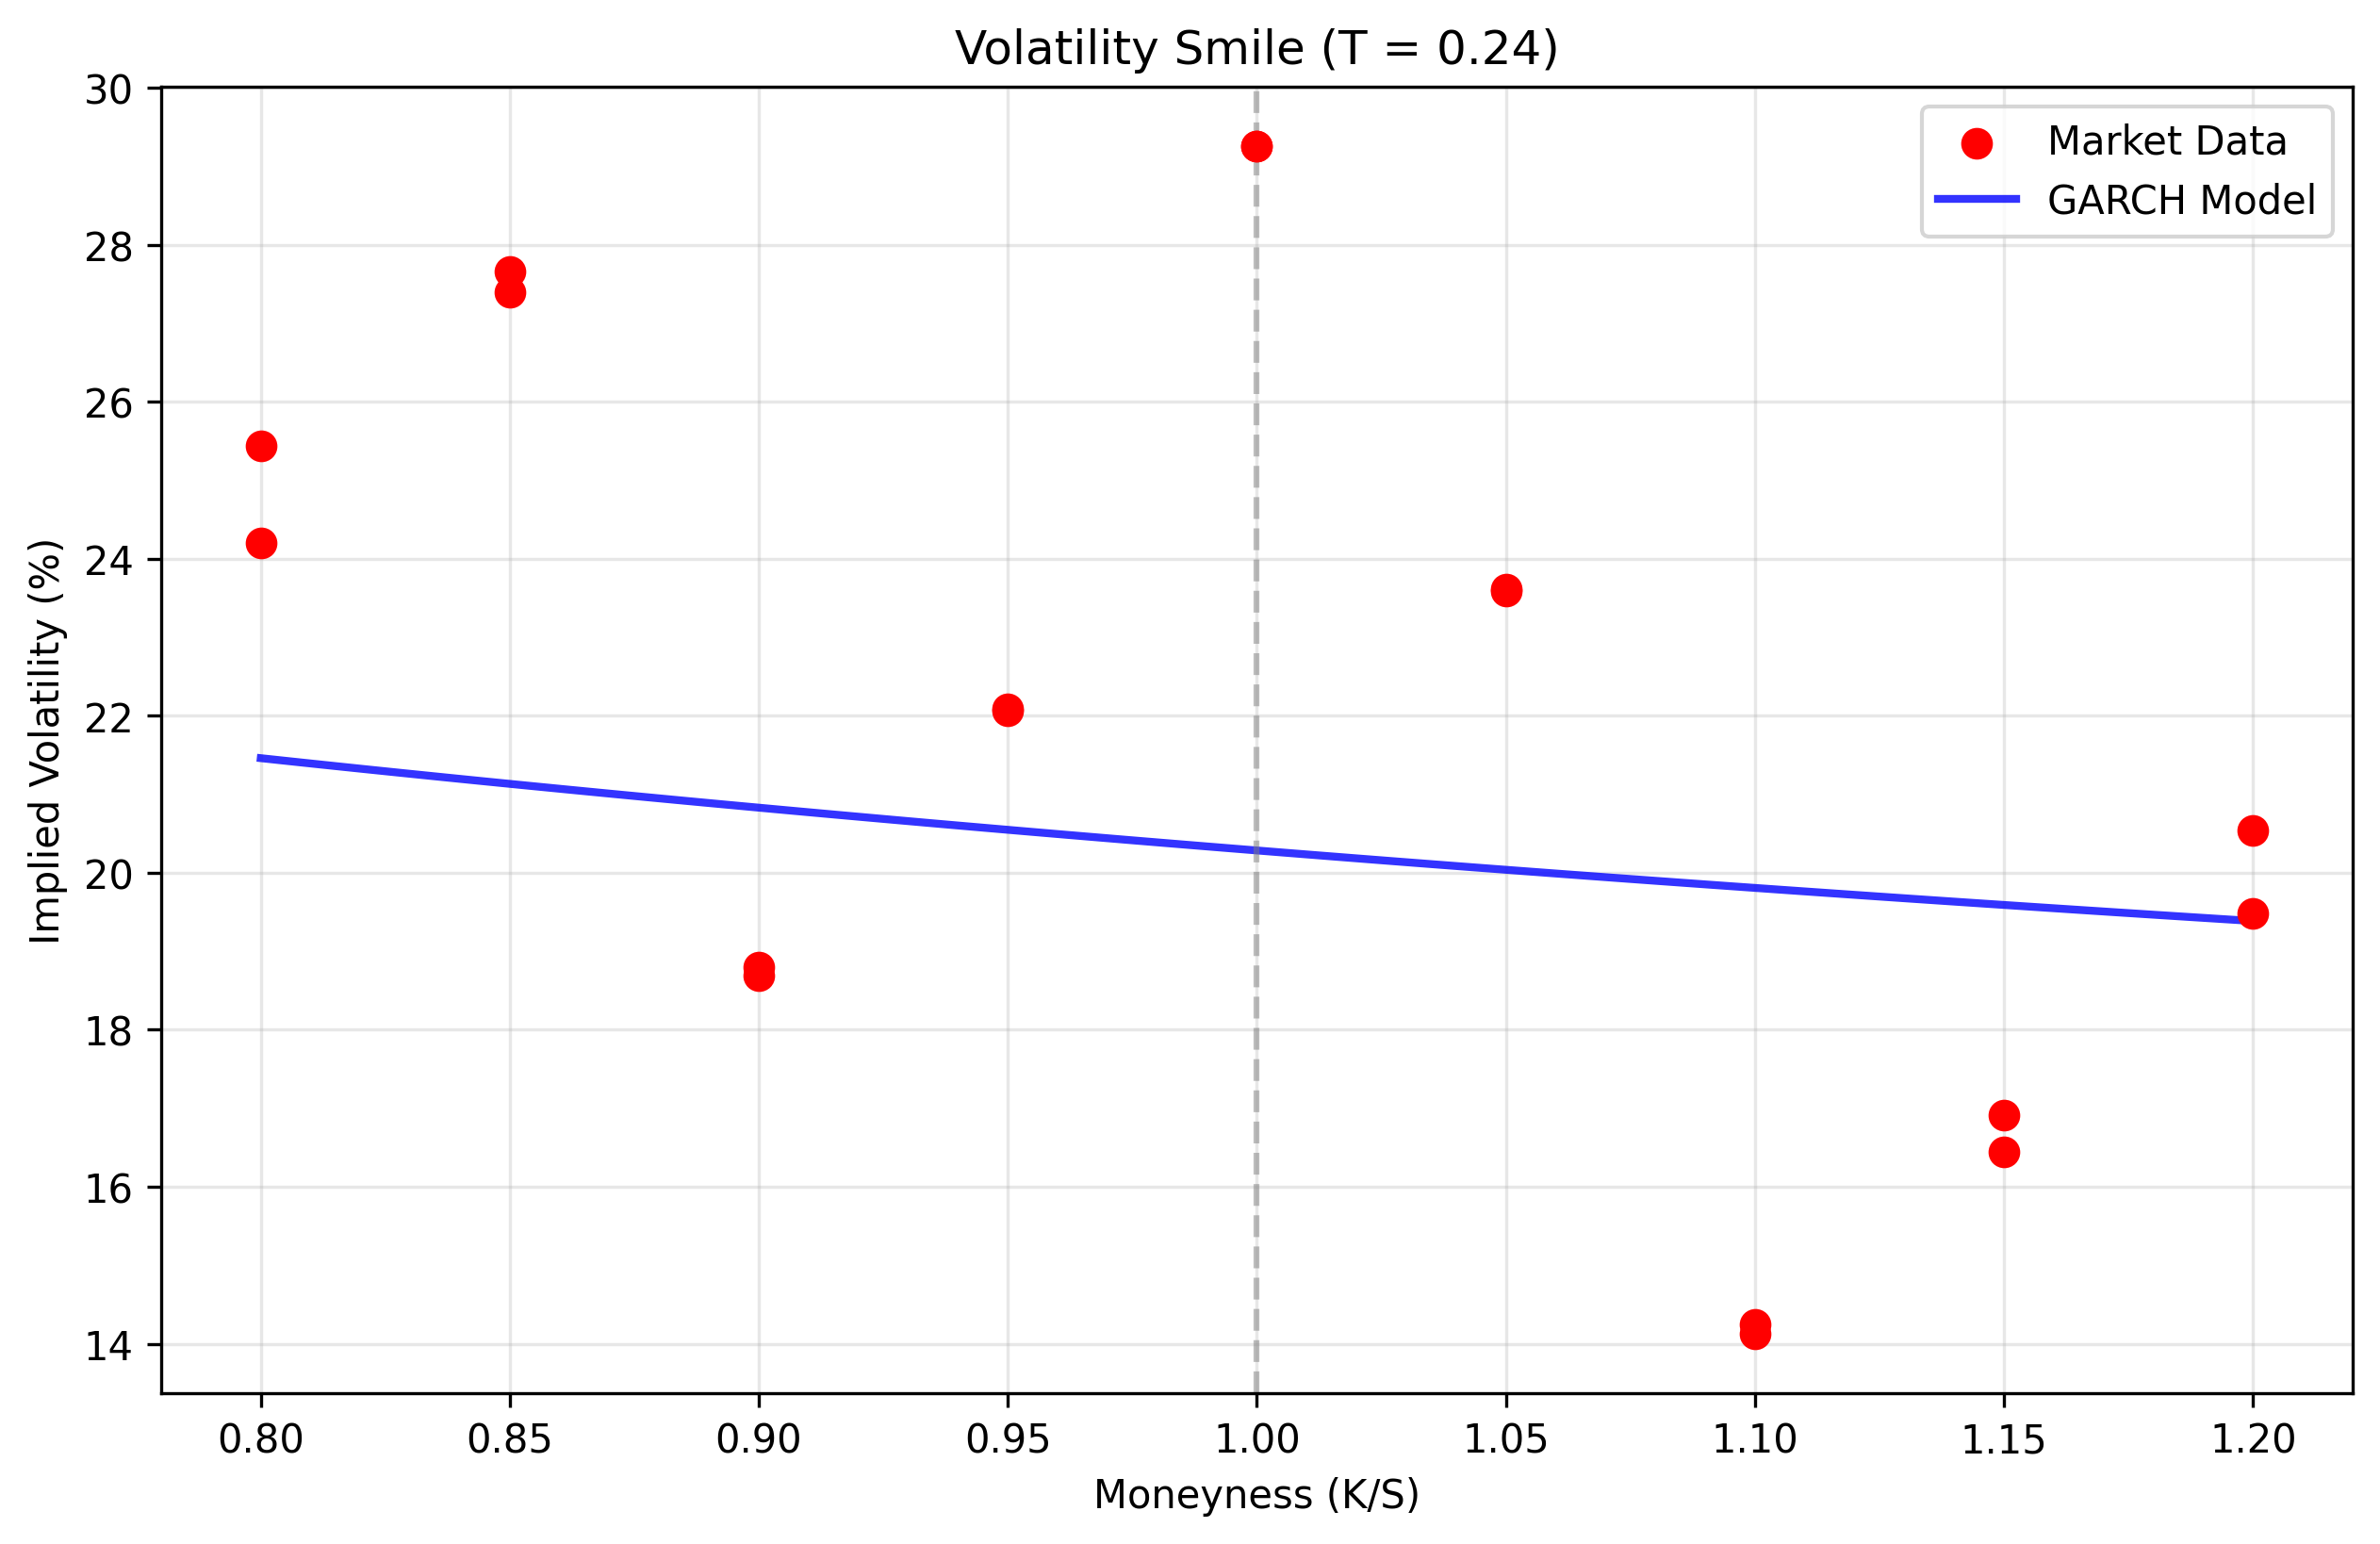 Volatility Smile (T = 0.24)
Market Data
GARCH Model
Implied Volatility (%)
30
28
26
24
22
20
18
16
14
0.80 0.85 0.90 0.95 1.00 1.05 1.10 1.15 1.20
Moneyness (K/S)